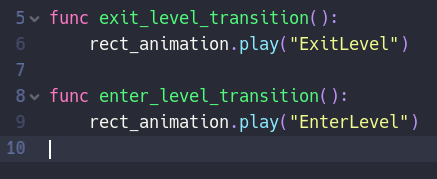 5 func exit_level_transition():
6 rect_animation.play("ExitLevel")
7
8 func enter_level_transition():
9 rect_animation.play("EnterLevel")
10